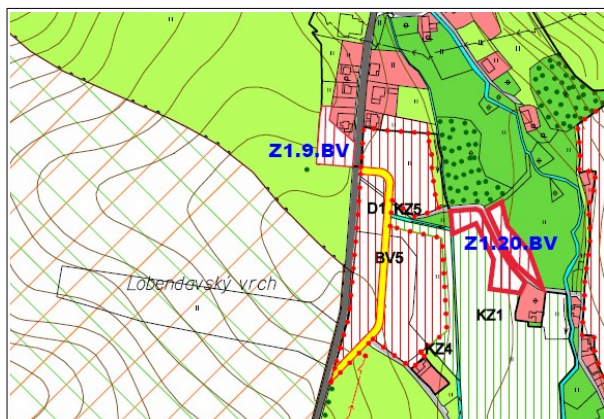 Z1.9.BV
D1
KZ5
Z1.20.BV
BV5
Lobendavský vrch
KZ1
KZ4